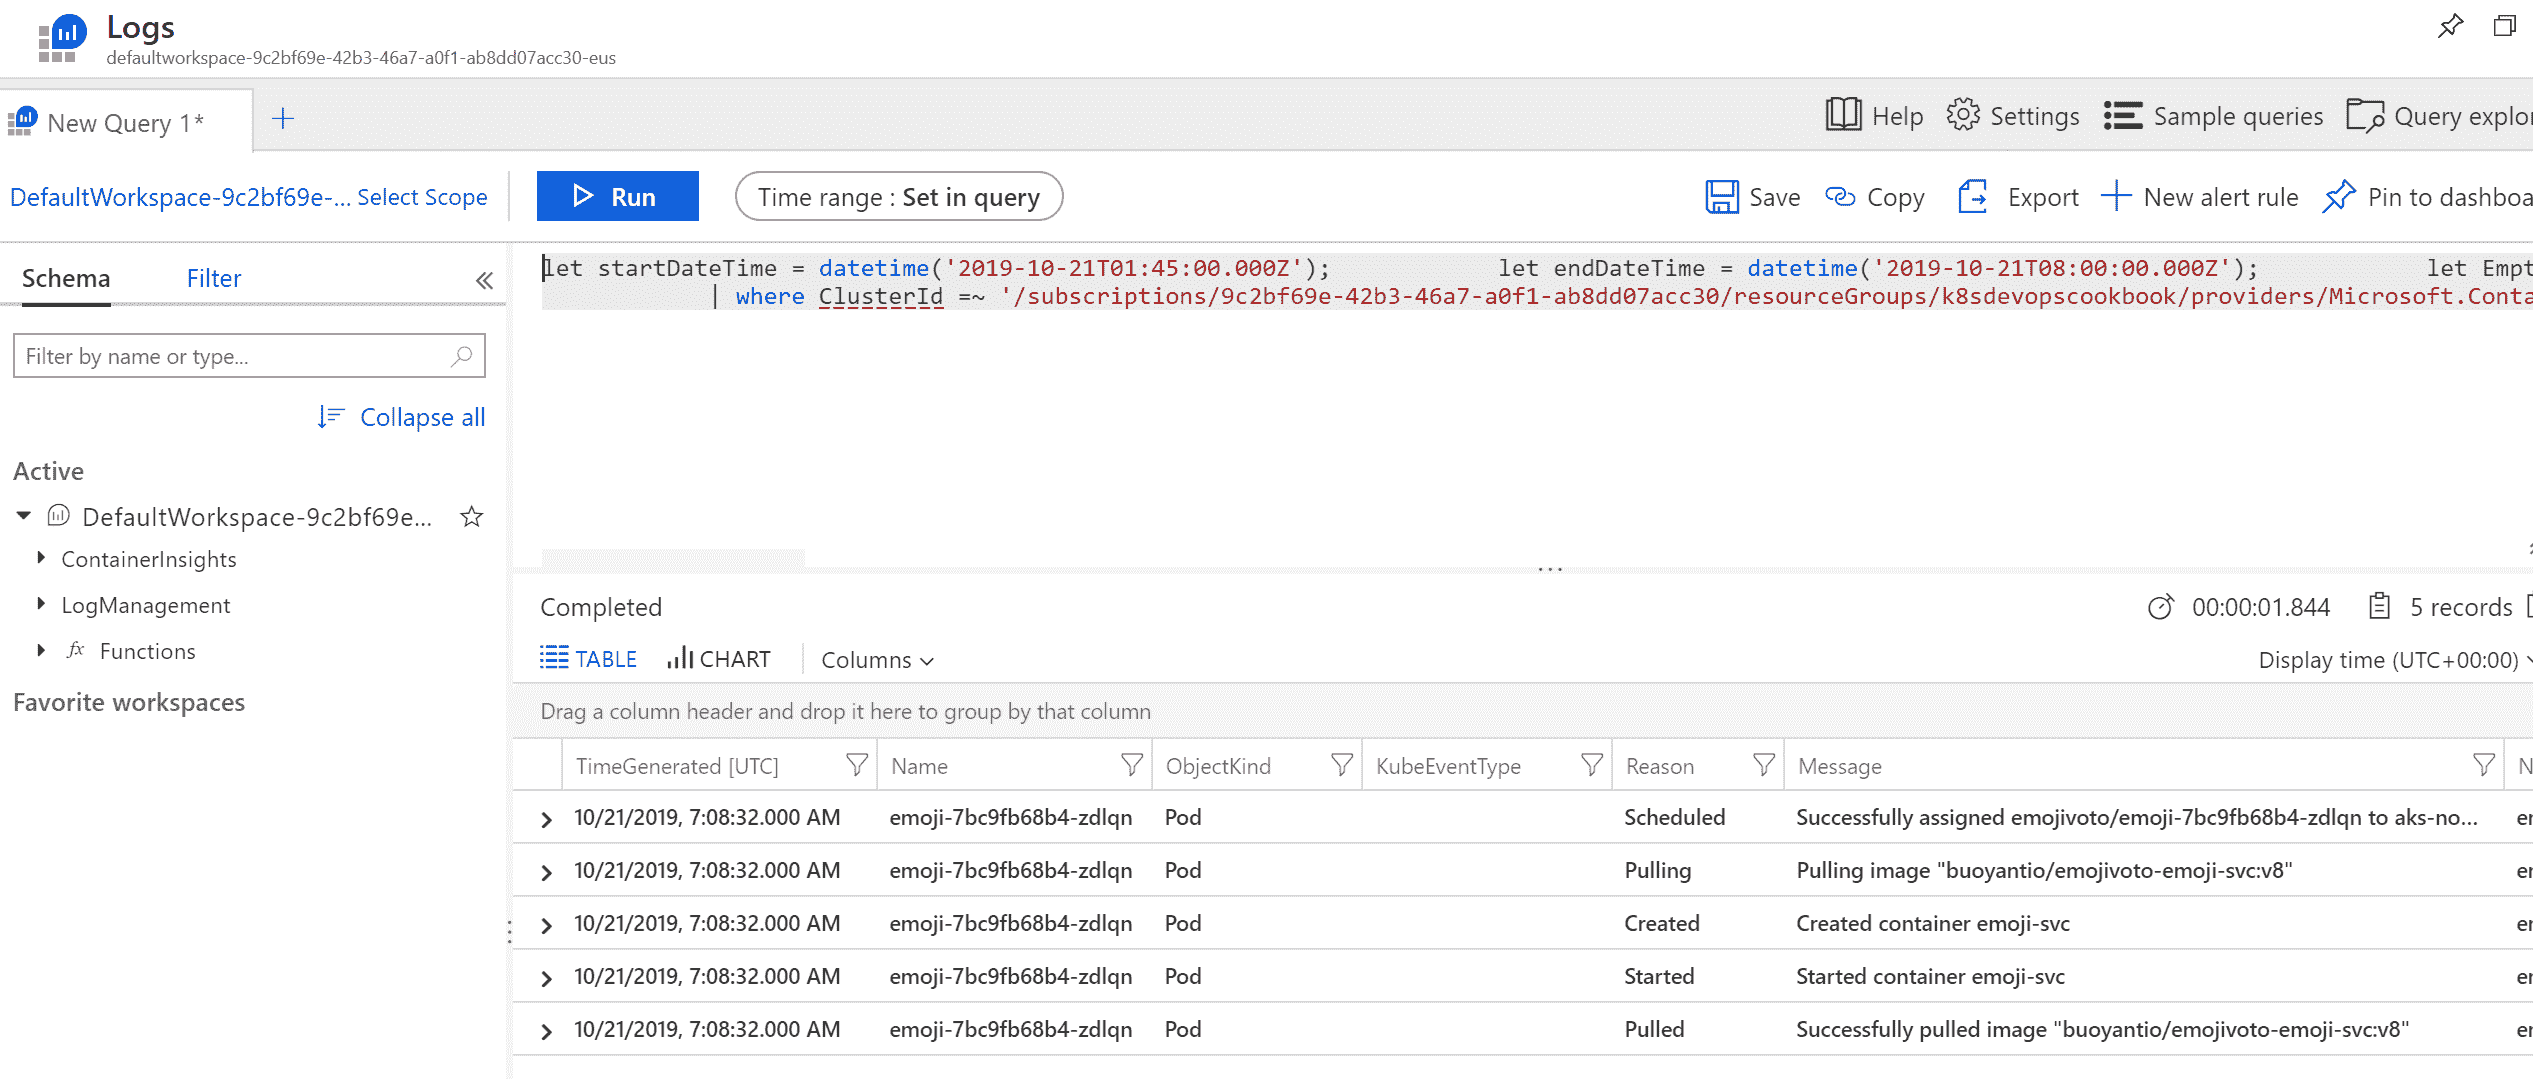 Logs
defaultworkspace-9c2bf69e-42b3-46a7-a0f1-ab8dd07acc30-eus
New Query 1*
Help Settings Sample queries Query explor
DefaultWorkspace-9c2bf69e-... Select Scope
Run
Time range : Set in query
Save Copy Export New alert rule Pin to dashboa
Schema Filter
Filter by name or type...
Collapse all
Active
DefaultWorkspace-9c2bf69e...
ContainerInsights
LogManagement
fx Functions
Favorite workspaces
let startDateTime = datetime('2019-10-21T01:45:00.000Z'); let endDateTime = datetime('2019-10-21T08:00:00.000Z'); let Empt
| where ClusterId =~ '/subscriptions/9c2bf69e-42b3-46a7-a0f1-ab8dd07acc30/resourceGroups/k8sdevopscookbook/providers/Microsoft.Conta
Completed
00:00:01.844 5 records
TABLE CHART Columns
Display time (UTC+00:00)
Drag a column header and drop it here to group by that column
TimeGenerated [UTC] Name ObjectKind KubeEventType Reason Message N
10/21/2019, 7:08:32.000 AM emoji-7bc9fb68b4-zdlqn Pod Scheduled Successfully assigned emojivoto/emoji-7bc9fb68b4-zdlqn to aks-no... er
10/21/2019, 7:08:32.000 AM emoji-7bc9fb68b4-zdlqn Pod Pulling Pulling image "buoyantio/emojivoto-emoji-svc:v8" er
10/21/2019, 7:08:32.000 AM emoji-7bc9fb68b4-zdlqn Pod Created Created container emoji-svc er
10/21/2019, 7:08:32.000 AM emoji-7bc9fb68b4-zdlqn Pod Started Started container emoji-svc er
10/21/2019, 7:08:32.000 AM emoji-7bc9fb68b4-zdlqn Pod Pulled Successfully pulled image "buoyantio/emojivoto-emoji-svc:v8" er